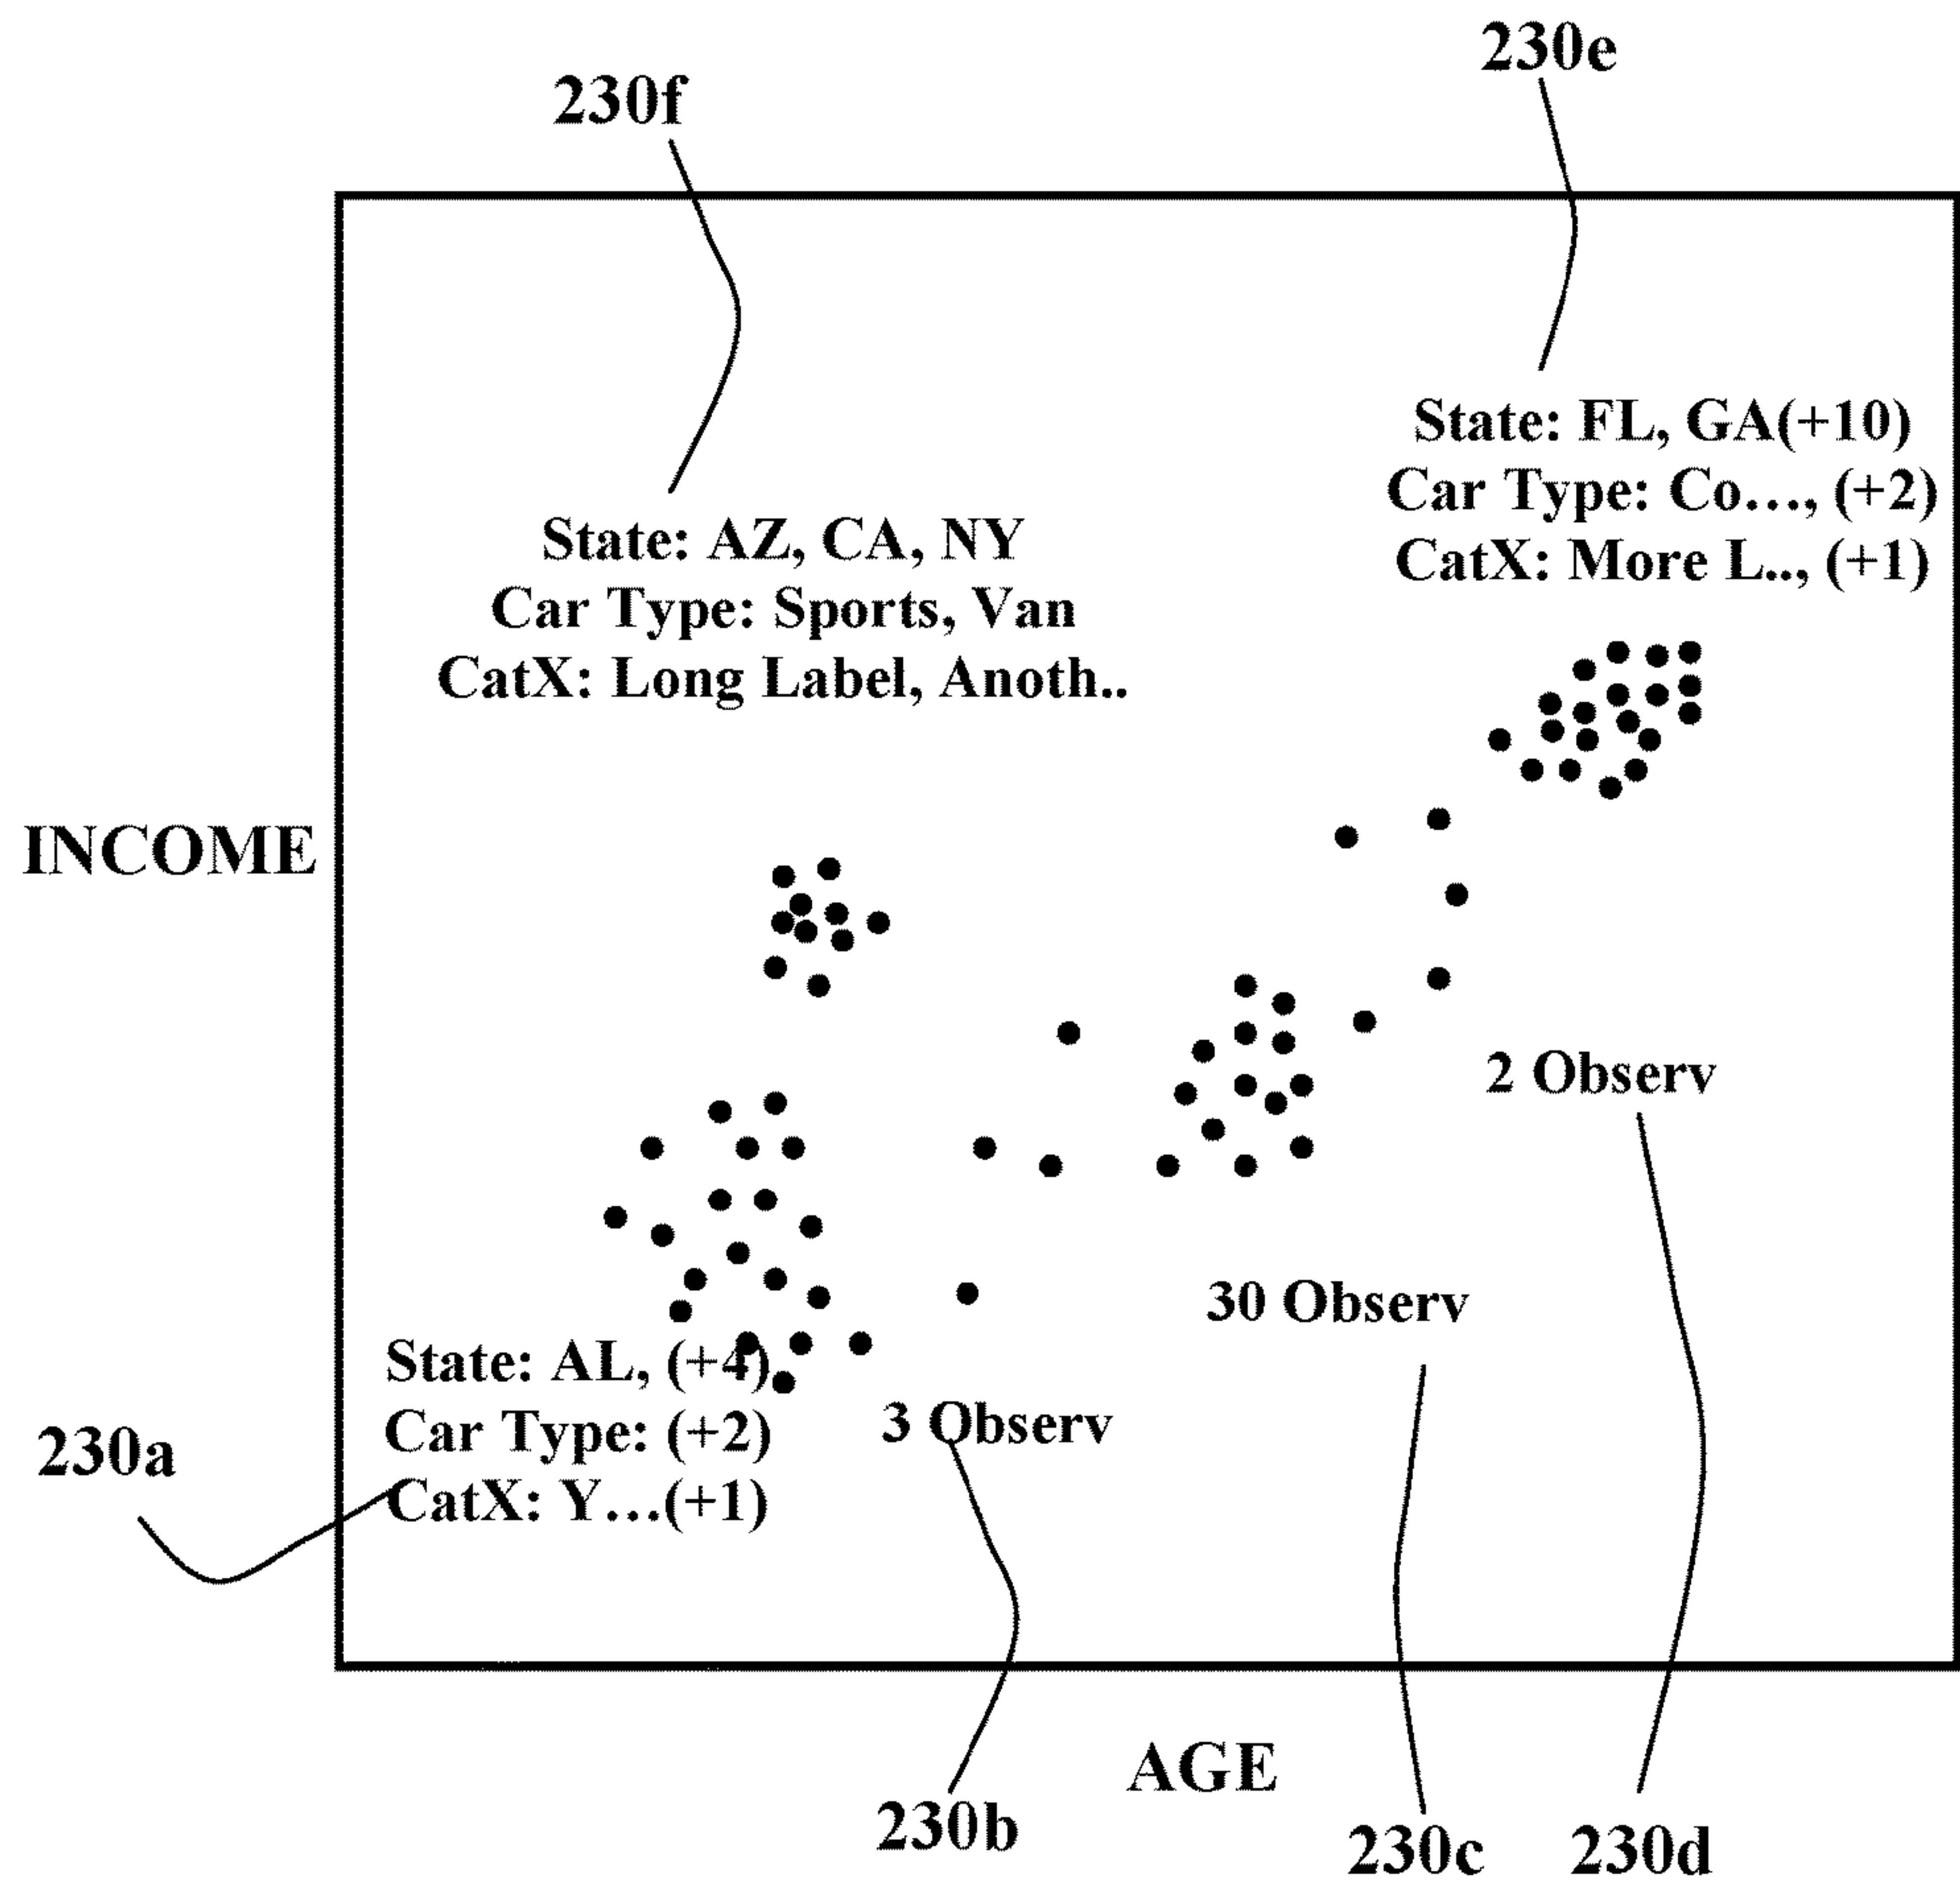 230e
230f
State: FL, GA(+10)
Car Type: Co…, (+2)
CatX: More L.., (+1)
State: AZ, CA, NY
Car Type: Sports, Van
CatX: Long Label, Anoth..
INCOME
2 Observ
30 Observ
State: AL, (+4)
Car Type: (+2)
CatX: Y…(+1)
3 Observ
230a
AGE
230b
230c
230d